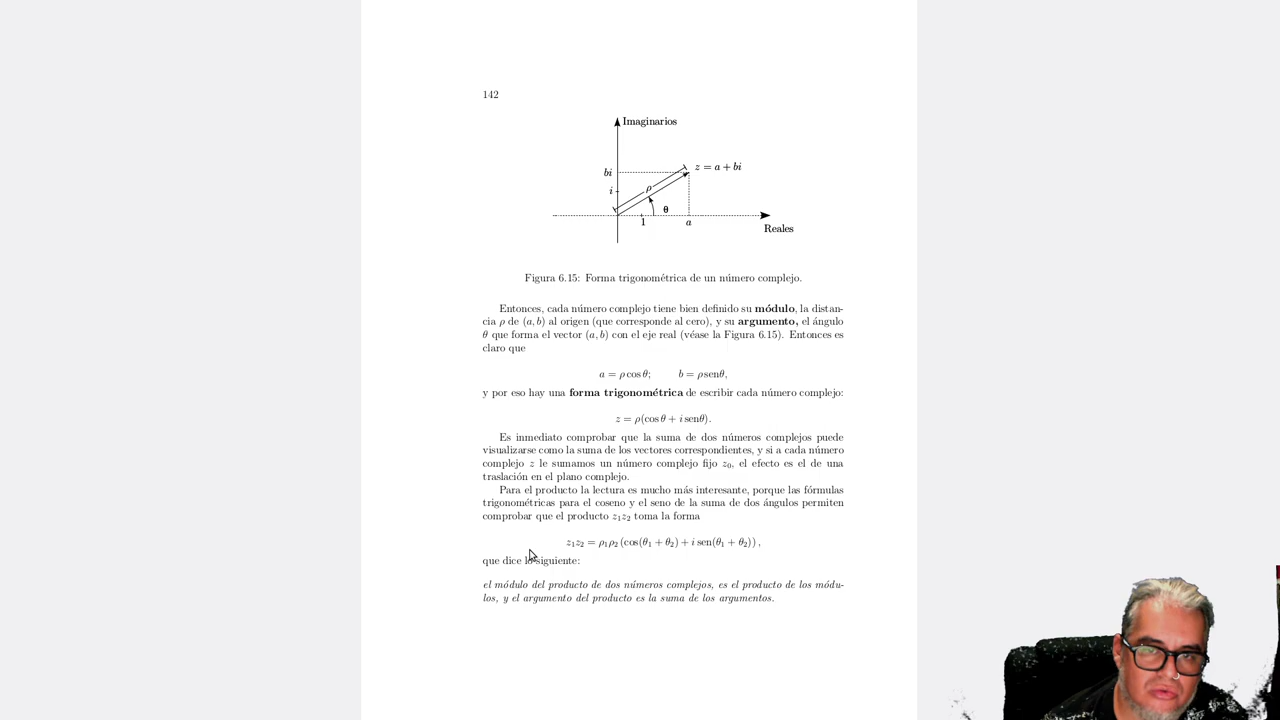 142
Imaginarios
z = a + bi
bi
i
ρ
θ
1
a
Reales
Figura 6.15: Forma trigonométrica de un número complejo.
Entonces, cada número complejo tiene bien definido su módulo, la distan-
cia ρ de (a, b) al origen (que corresponde al cero), y su argumento, el ángulo
θ que forma el vector (a, b) con el eje real (véase la Figura 6.15). Entonces es
claro que
a = ρ cos θ; b = ρ senθ,
y por eso hay una forma trigonométrica de escribir cada número complejo:
z = ρ(cos θ + i senθ).
Es inmediato comprobar que la suma de dos números complejos puede
visualizarse como la suma de los vectores correspondientes, y si a cada número
complejo z le sumamos un número complejo fijo z₀, el efecto es el de una
traslación en el plano complejo.
Para el producto la lectura es mucho más interesante, porque las fórmulas
trigonométricas para el coseno y el seno de la suma de dos ángulos permiten
comprobar que el producto z₁z₂ toma la forma
z₁z₂ = ρ₁ρ₂ (cos(θ₁ + θ₂) + i sen(θ₁ + θ₂)) ,
que dice lo siguiente:
el módulo del producto de dos números complejos, es el producto de los módu-
los, y el argumento del producto es la suma de los argumentos.